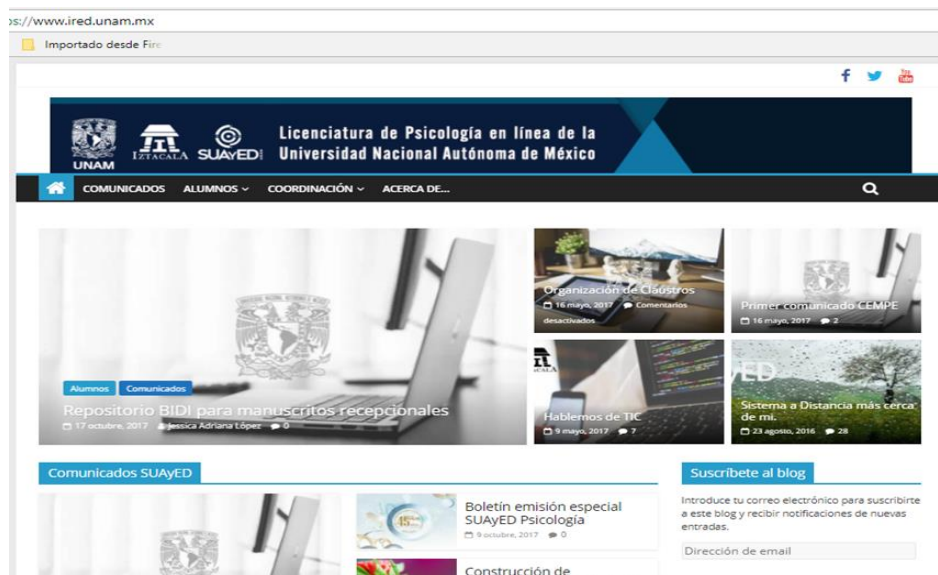 ps://www.ired.unam.mx
Importado desde Fire
f You Tube
UNAM
IZTACALA
SUAYED
Licenciatura de Psicología en línea de la
Universidad Nacional Autónoma de México
COMUNICADOS ALUMNOS COORDINACIÓN ACERCA DE...
Alumnos Comunicados
Repositorio BIDI para manuscritos recepcionales
17 octubre, 2017 Jessica Adriana López 0
Organización de Claustros
16 mayo, 2017 Comentarios
desactivados
Primer comunicado CEMPE
16 mayo, 2017 2
Hablemos de TIC
9 mayo, 2017 7
Sistema a Distancia más cerca
de mi.
23 agosto, 2016 28
Comunicados SUAyED
Boletín emisión especial
SUAyED Psicología
9 octubre, 2017 0
Construcción de
Suscríbete al blog
Introduce tu correo electrónico para suscribirte
a este blog y recibir notificaciones de nuevas
entradas.
Dirección de email